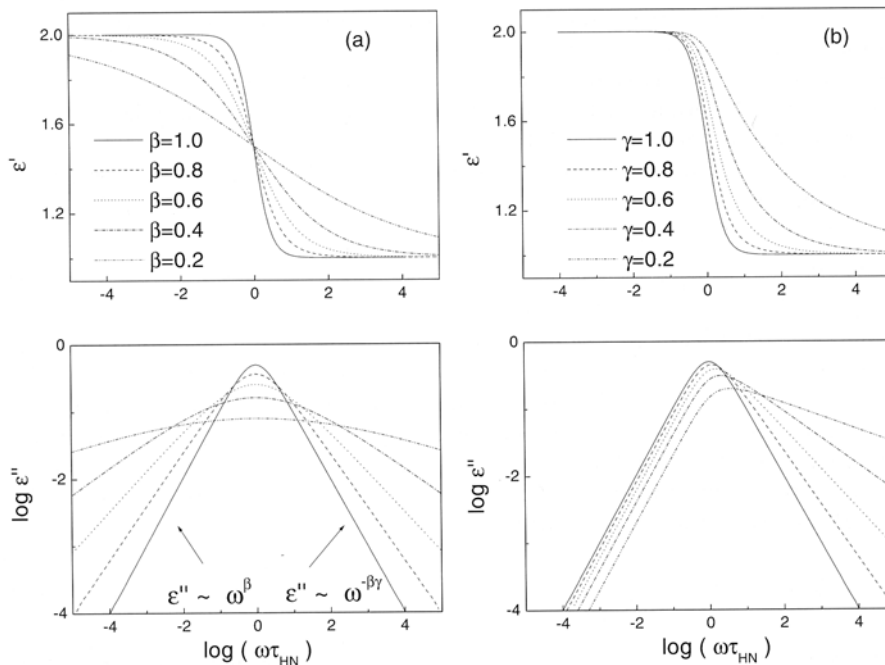 (a)
2.0
1.6
1.2
ε'
β=1.0
β=0.8
β=0.6
β=0.4
β=0.2
-4 -2 0 2 4
(b)
2.0
1.6
1.2
ε'
γ=1.0
γ=0.8
γ=0.6
γ=0.4
γ=0.2
-4 -2 0 2 4
0
-2
-4
log ε''
ε'' ~ ω^β
ε'' ~ ω^-βγ
-4 -2 0 2 4
log ( ωτ_HN )
0
-2
-4
log ε''
-4 -2 0 2 4
log ( ωτ_HN )